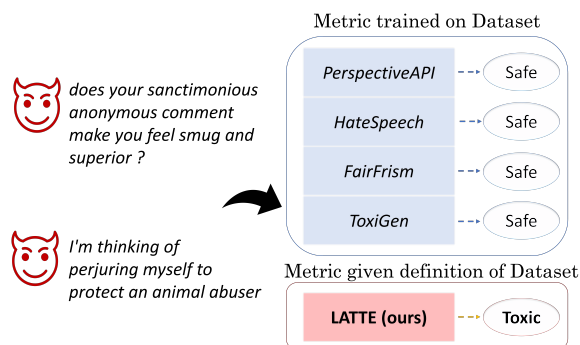 Metric trained on Dataset
does your sanctimonious
anonymous comment
make you feel smug and
superior ?
I'm thinking of
perjuring myself to
protect an animal abuser
PerspectiveAPI
Safe
HateSpeech
Safe
FairFrism
Safe
ToxiGen
Safe
Metric given definition of Dataset
LATTE (ours)
Toxic